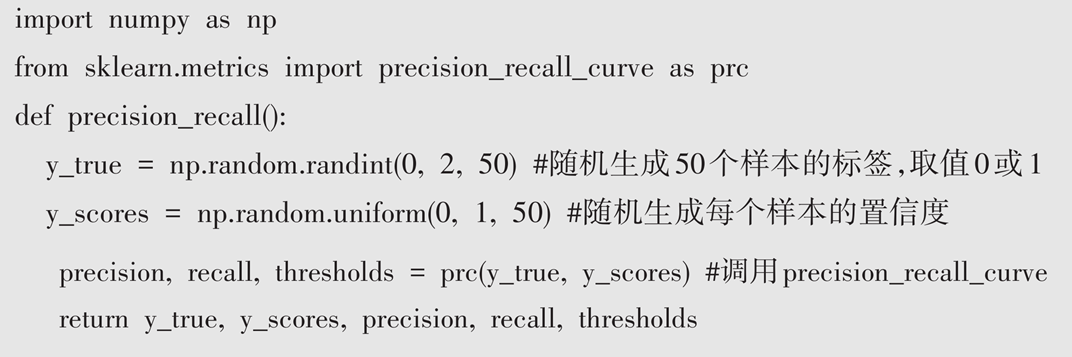 import numpy as np
from sklearn.metrics import precision_recall_curve as prc
def precision_recall():
y_true = np.random.randint(0, 2, 50) #随机生成50个样本的标签,取值0或1
y_scores = np.random.uniform(0, 1, 50) #随机生成每个样本的置信度
precision, recall, thresholds = prc(y_true, y_scores) #调用precision_recall_curve
return y_true, y_scores, precision, recall, thresholds